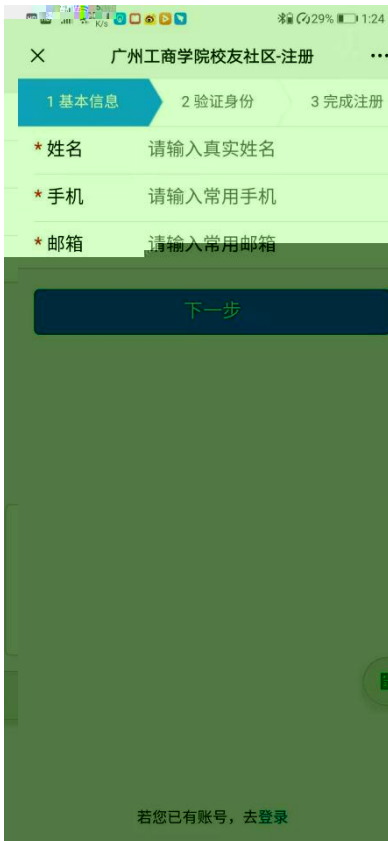 K/s 29% 1:24
广州工商学院校友社区-注册
1 基本信息 2 验证身份 3 完成注册
* 姓名 请输入真实姓名
* 手机 请输入常用手机
* 邮箱 请输入常用邮箱
下一步
若您已有账号，去登录